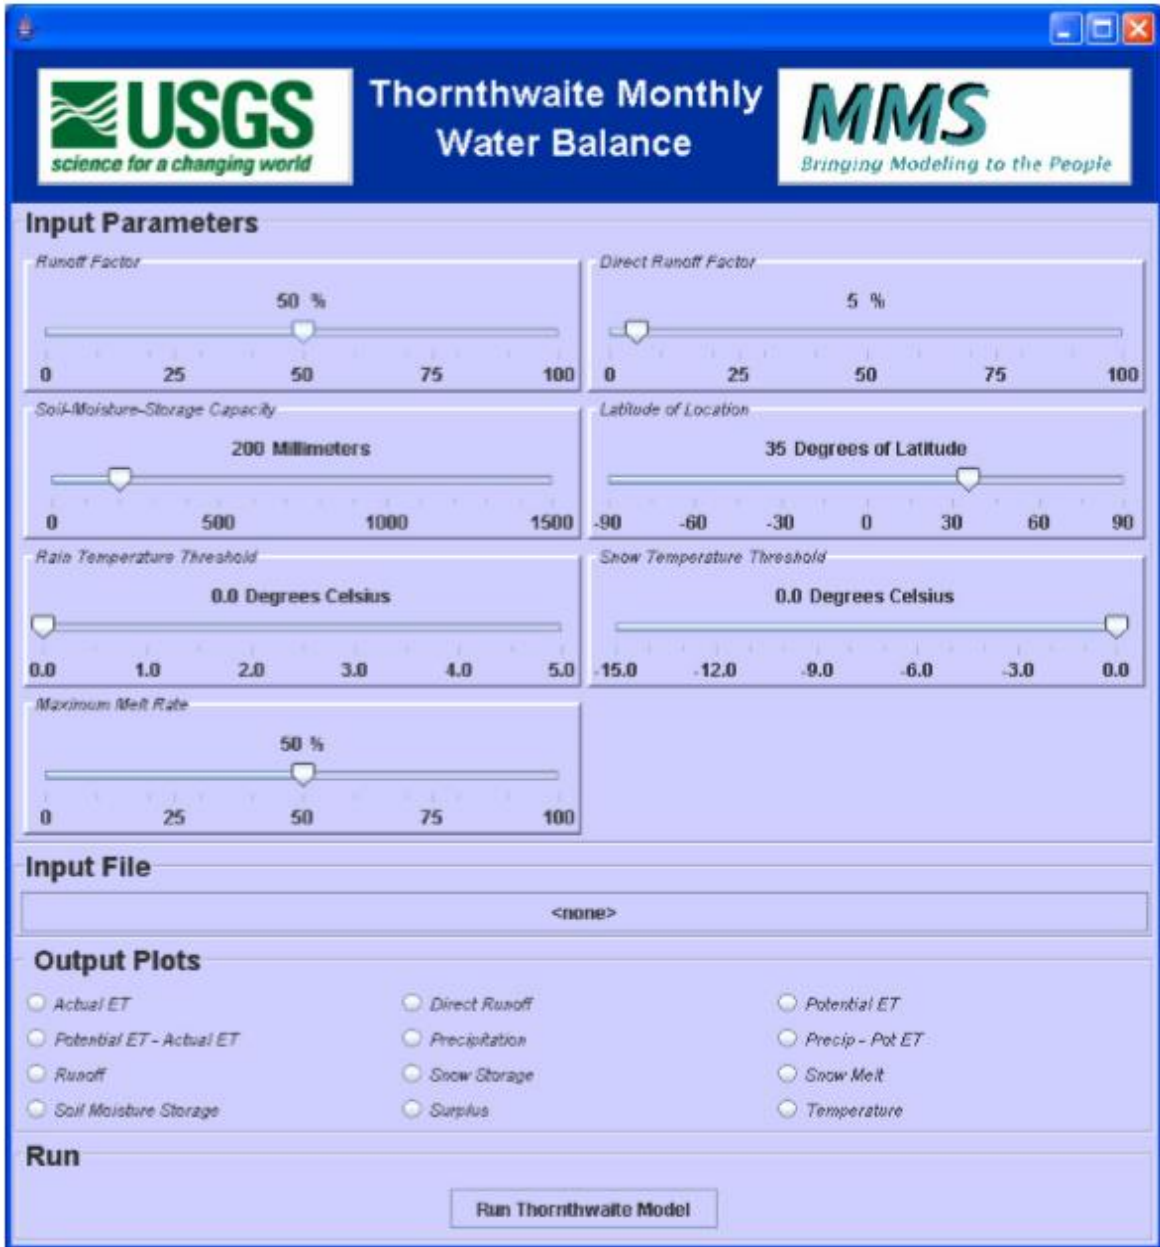 USGS
science for a changing world
Thornthwaite Monthly
Water Balance
MMS
Bringing Modeling to the People
Input Parameters
Runoff Factor
50 %
0 25 50 75 100
Direct Runoff Factor
5 %
0 25 50 75 100
Soil-Moisture-Storage Capacity
200 Millimeters
0 500 1000 1500
Latitude of Location
35 Degrees of Latitude
-90 -60 -30 0 30 60 90
Rain Temperature Threshold
0.0 Degrees Celsius
0.0 1.0 2.0 3.0 4.0 5.0
Snow Temperature Threshold
0.0 Degrees Celsius
-15.0 -12.0 -9.0 -6.0 -3.0 0.0
Maximum Melt Rate
50 %
0 25 50 75 100
Input File
<none>
Output Plots
Actual ET Direct Runoff Potential ET
Potential ET - Actual ET Precipitation Precip - Pot ET
Runoff Snow Storage Snow Melt
Soil Moisture Storage Surplus Temperature
Run
Run Thornthwaite Model